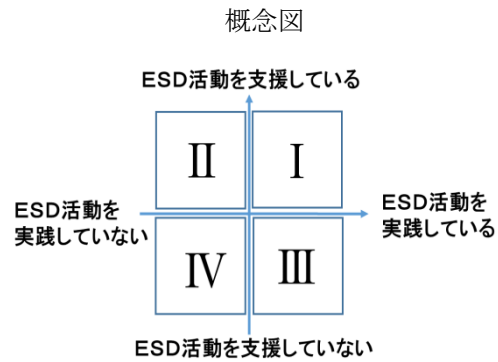 概念図
ESD活動を支援している
Ⅱ
Ⅰ
ESD活動を
実践していない
ESD活動を
実践している
Ⅳ
Ⅲ
ESD活動を支援していない